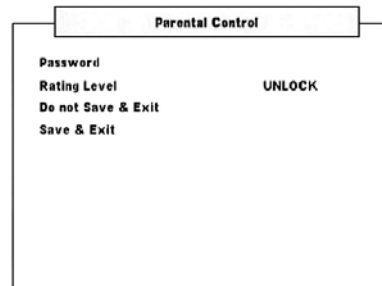 Parental Control
Password
Rating Level UNLOCK
Do not Save & Exit
Save & Exit